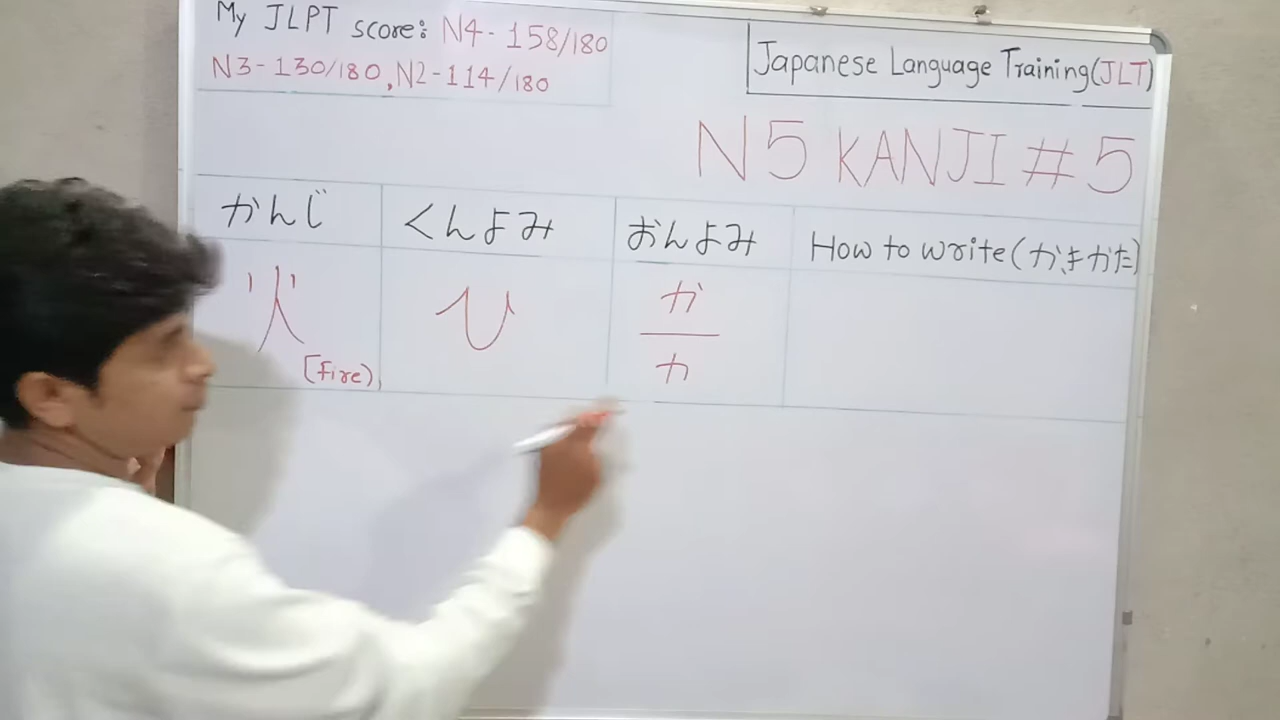 My JLPT score: N4-158/180
N3-130/180, N2-114/180
Japanese Language Training(JLT)
N5 KANJI #5
かんじ くんよみ おんよみ How to write(かきかた)
火 ひ か
カ
[fire)